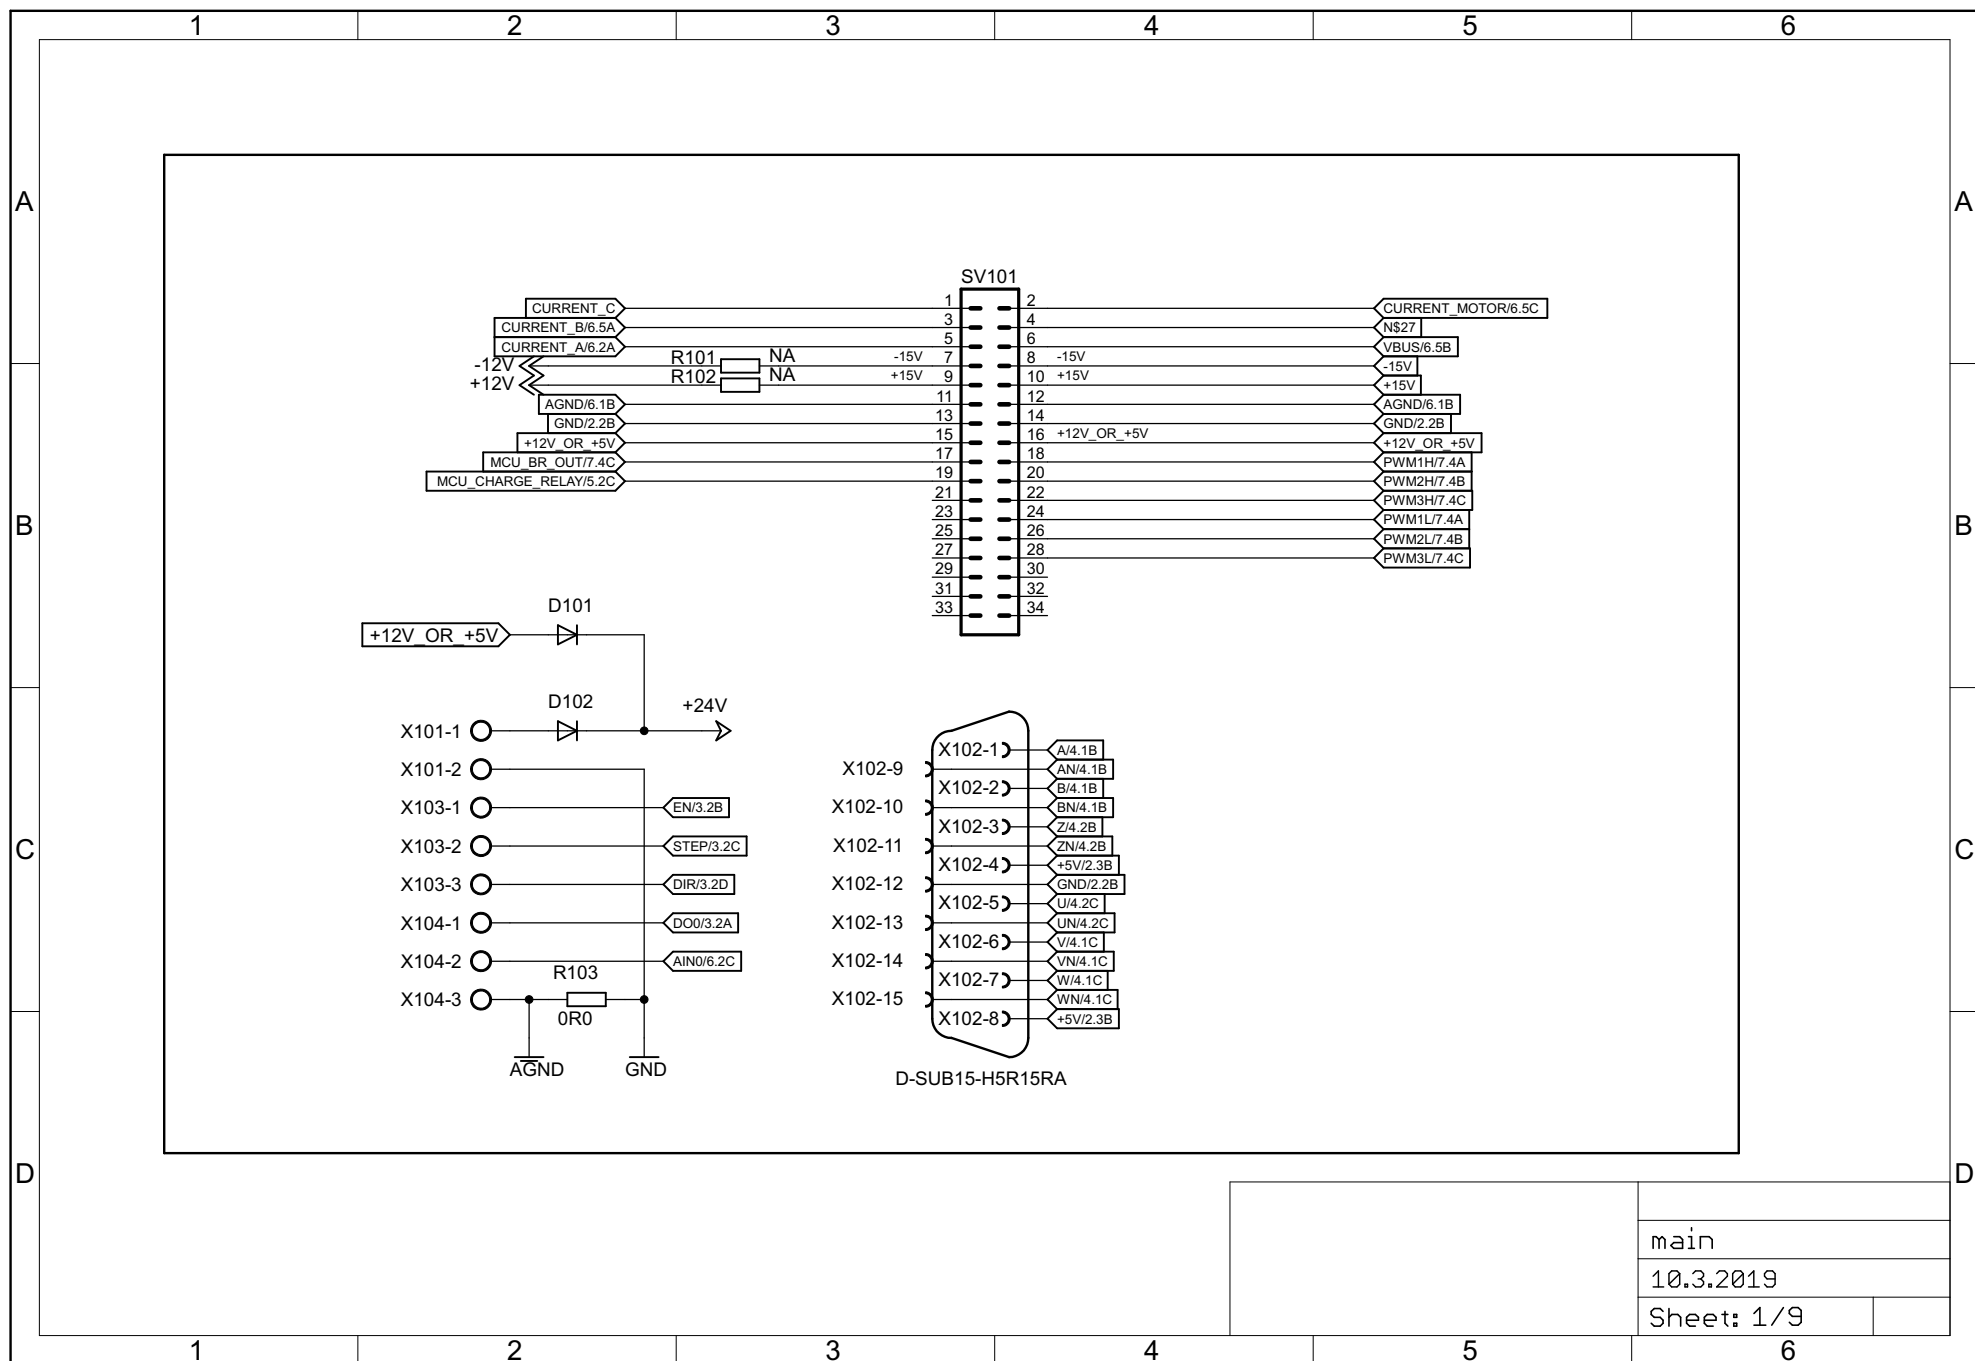 1 2 3 4 5 6
A A
SV101
CURRENT_C 1 2 CURRENT_MOTOR/6.5C
CURRENT_B/6.5A 3 4 N$27
CURRENT_A/6.2A 5 6 VBUS/6.5B
-12V R101 NA -15V 7 8 -15V -15V
+12V R102 NA +15V 9 10 +15V +15V
AGND/6.1B 11 12 AGND/6.1B
GND/2.2B 13 14 GND/2.2B
+12V_OR_+5V 15 16 +12V_OR_+5V +12V_OR_+5V
MCU_BR_OUT/7.4C 17 18 PWM1H/7.4A
MCU_CHARGE_RELAY/5.2C 19 20 PWM2H/7.4B
21 22 PWM3H/7.4C
B 23 24 PWM1L/7.4A B
25 26 PWM2L/7.4B
27 28 PWM3L/7.4C
29 30
31 32
33 34
D101
+12V_OR_+5V
D102 +24V
X101-1
X101-2
X103-1 EN/3.2B
X103-2 STEP/3.2C
X103-3 DIR/3.2D
X104-1 DO0/3.2A
X104-2 AIN0/6.2C
R103
X104-3
0R0
AGND GND
X102-1 A/4.1B
X102-9 AN/4.1B
X102-2 B/4.1B
X102-10 BN/4.1B
X102-3 Z/4.2B
X102-11 ZN/4.2B
C C
X102-4 +5V/2.3B
X102-12 GND/2.2B
X102-5 U/4.2C
X102-13 UN/4.2C
X102-6 V/4.1C
X102-14 VN/4.1C
X102-7 W/4.1C
X102-15 WN/4.1C
X102-8 +5V/2.3B
D-SUB15-H5R15RA
D D
main
10.3.2019
Sheet: 1/9
1 2 3 4 5 6